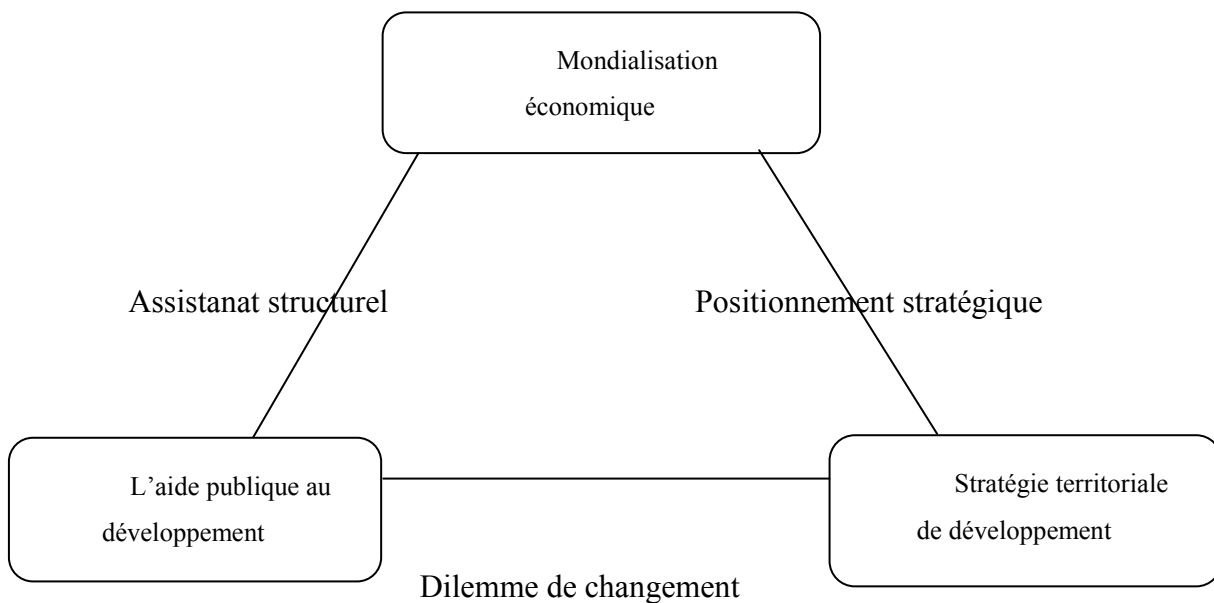 Mondialisation
économique
Assistanat structurel
Positionnement stratégique
L’aide publique au
développement
Stratégie territoriale
de développement
Dilemme de changement